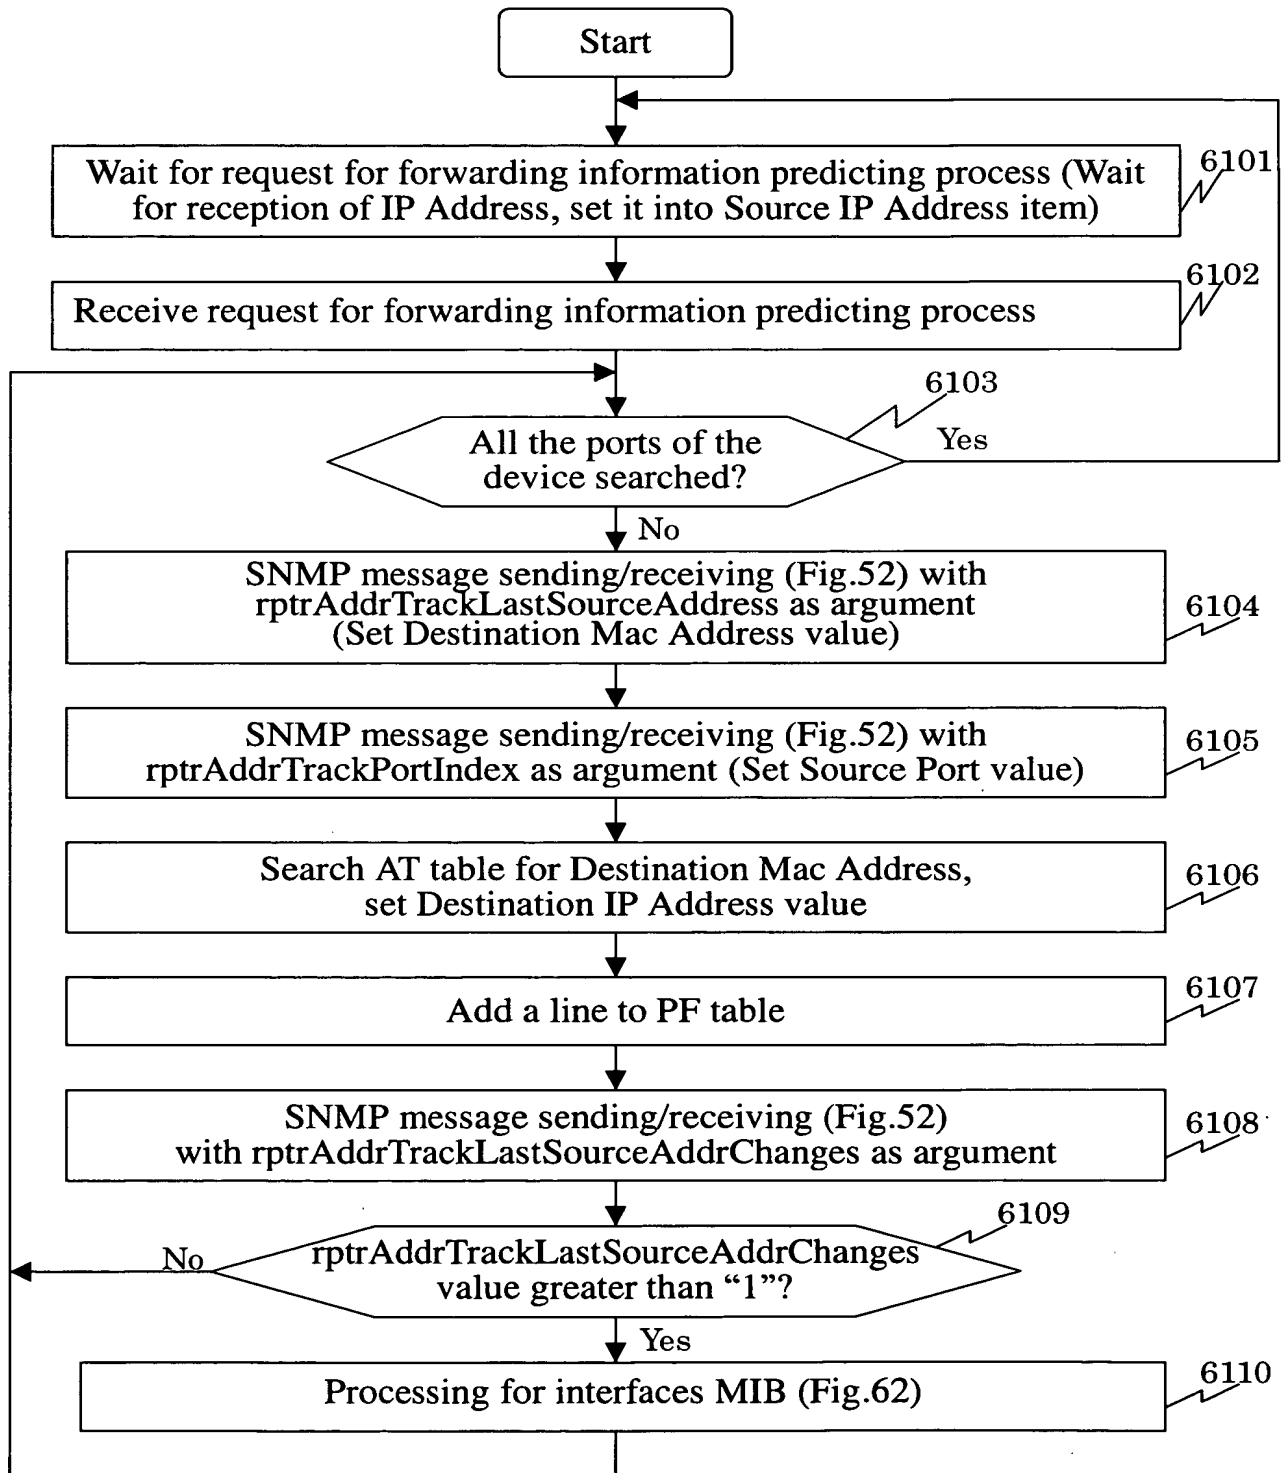 Start
Wait for request for forwarding information predicting process (Wait
for reception of IP Address, set it into Source IP Address item)
6101
Receive request for forwarding information predicting process
6102
All the ports of the
device searched?
6103
Yes
No
SNMP message sending/receiving (Fig.52) with
rptrAddrTrackLastSourceAddress as argument
(Set Destination Mac Address value)
6104
SNMP message sending/receiving (Fig.52) with
rptrAddrTrackPortIndex as argument (Set Source Port value)
6105
Search AT table for Destination Mac Address,
set Destination IP Address value
6106
Add a line to PF table
6107
SNMP message sending/receiving (Fig.52)
with rptrAddrTrackLastSourceAddrChanges as argument
6108
rptrAddrTrackLastSourceAddrChanges
value greater than “1”?
6109
No
Yes
Processing for interfaces MIB (Fig.62)
6110